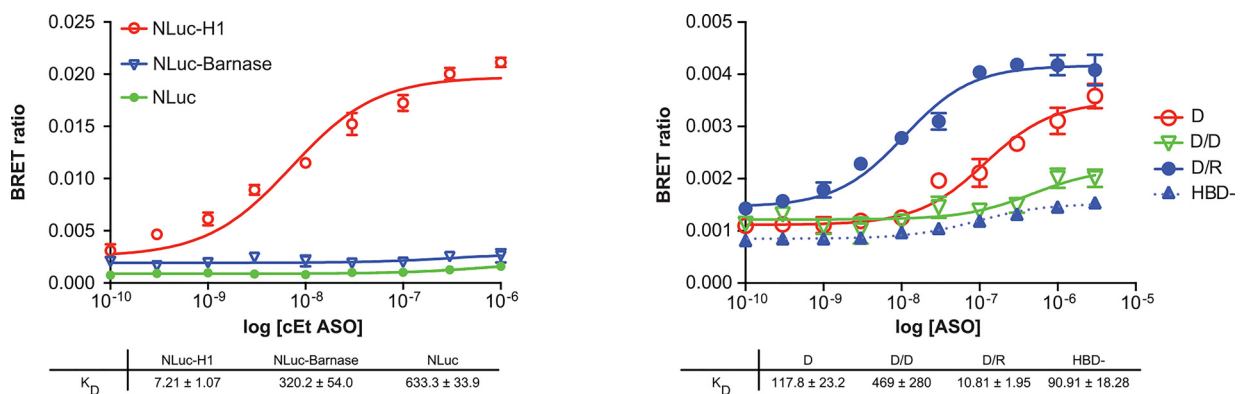 0.025
0.020
0.015
0.010
0.005
0.000
BRET ratio
NLuc-H1
NLuc-Barnase
NLuc
10-10
10-9
10-8
10-7
10-6
log [cEt ASO]
NLuc-H1 NLuc-Barnase NLuc
KD 7.21 ± 1.07 320.2 ± 54.0 633.3 ± 33.9
0.005
0.004
0.003
0.002
0.001
0.000
BRET ratio
10-10
10-9
10-8
10-7
10-6
10-5
log [ASO]
D
D/D
D/R
HBD-
D D/D D/R HBD-
KD 117.8 ± 23.2 469 ± 280 10.81 ± 1.95 90.91 ± 18.28